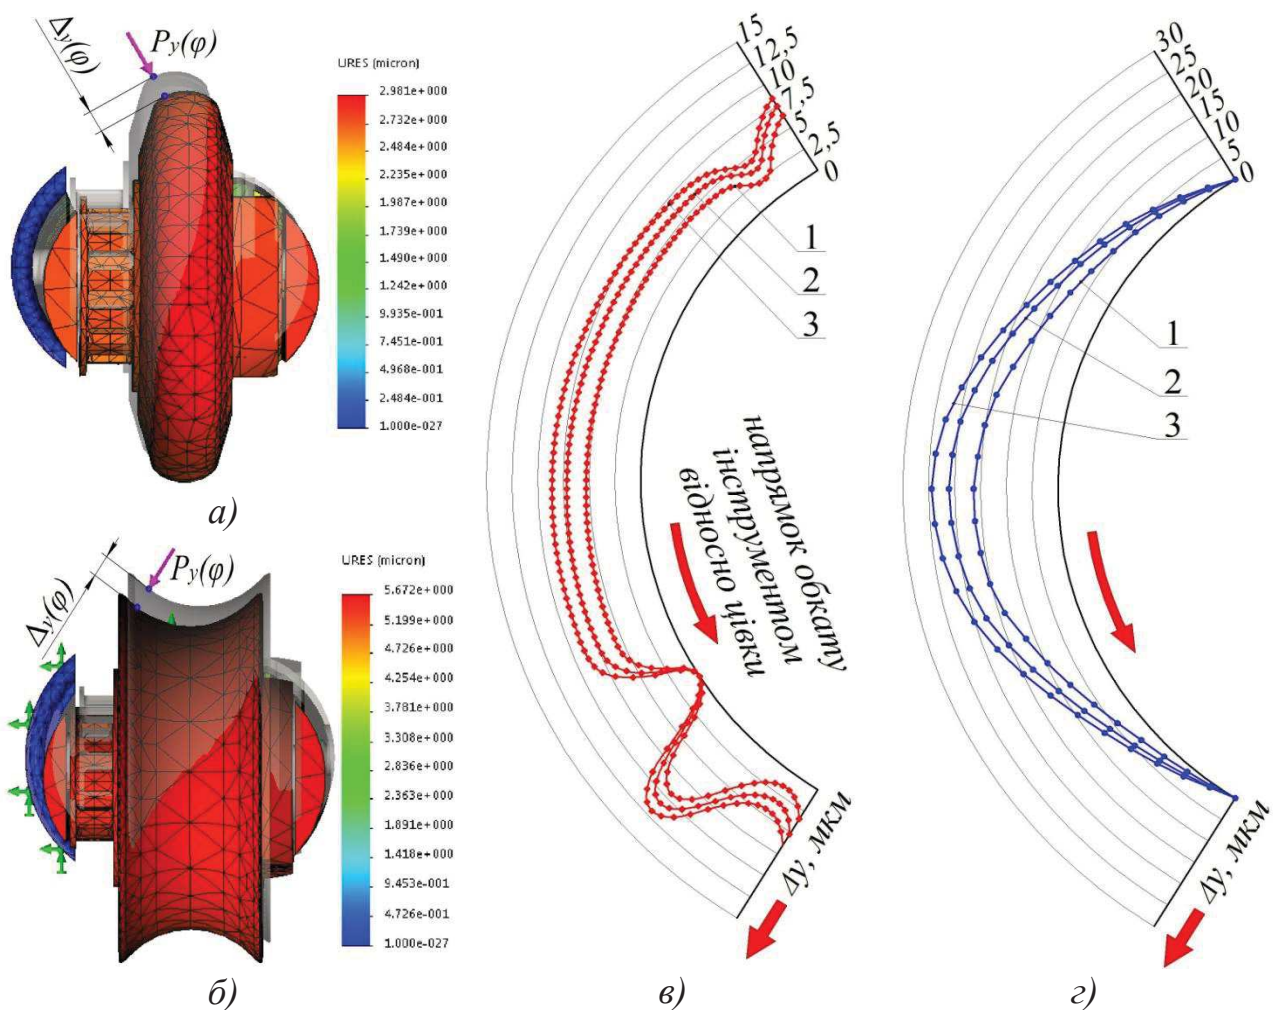 Δy(φ)
Py(φ)
URES (micron)
2.981e+000
2.732e+000
2.484e+000
2.235e+000
1.987e+000
1.739e+000
1.490e+000
1.242e+000
9.935e-001
7.451e-001
4.968e-001
2.484e-001
1.000e-027
а)
Δy(φ)
Py(φ)
URES (micron)
5.672e+000
5.199e+000
4.726e+000
4.254e+000
3.781e+000
3.308e+000
2.836e+000
2.363e+000
1.891e+000
1.418e+000
9.453e-001
4.726e-001
1.000e-027
б)
15
12,5
10
7,5
5
2,5
0
1
2
3
напрямок обкату
інструментом
відносно цівки
Δy, мкм
в)
30
25
20
15
10
5
0
1
2
3
Δy, мкм
г)